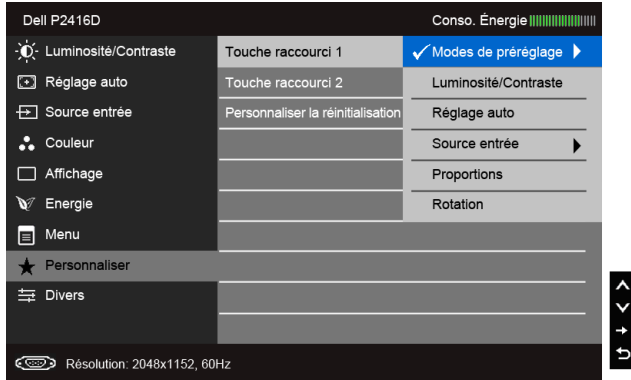 Dell P2416D
Conso. Énergie
Luminosité/Contraste
Touche raccourci 1
Modes de préréglage
Réglage auto
Touche raccourci 2
Luminosité/Contraste
Source entrée
Personnaliser la réinitialisation
Réglage auto
Couleur
Source entrée
Affichage
Proportions
Energie
Rotation
Menu
Personnaliser
Divers
Résolution: 2048x1152, 60Hz